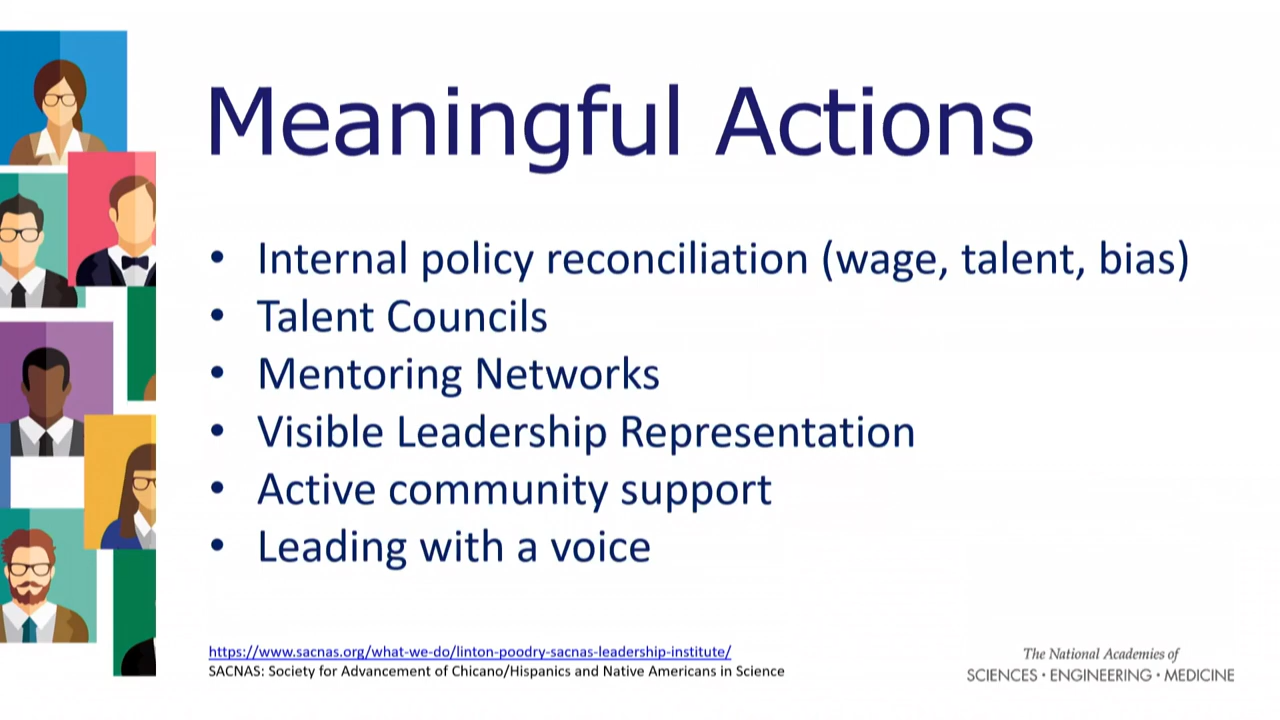 Meaningful Actions
• Internal policy reconciliation (wage, talent, bias)
• Talent Councils
• Mentoring Networks
• Visible Leadership Representation
• Active community support
• Leading with a voice
https://www.sacnas.org/what-we-do/linton-poodry-sacnas-leadership-institute/
SACNAS: Society for Advancement of Chicano/Hispanics and Native Americans in Science
The National Academies of
SCIENCES • ENGINEERING • MEDICINE